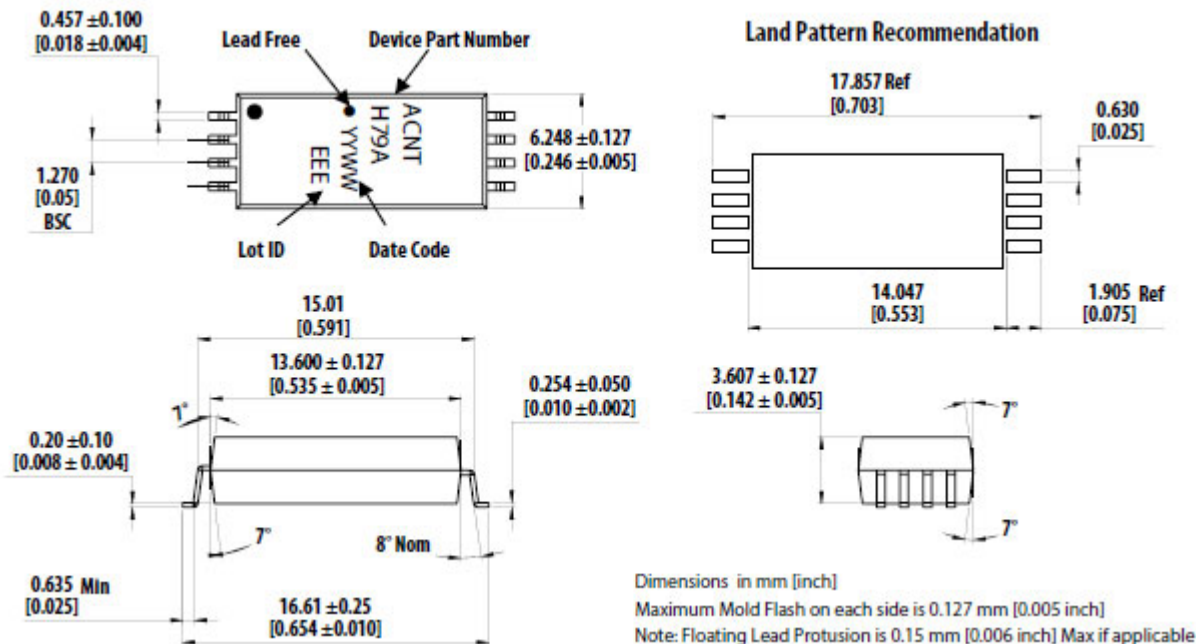 0.457 ±0.100
[0.018 ±0.004]
Lead Free
Device Part Number
ACNT
H79A
YYWW
EEE
6.248 ±0.127
[0.246 ±0.005]
1.270
[0.05]
BSC
Lot ID
Date Code
Land Pattern Recommendation
17.857 Ref
[0.703]
0.630
[0.025]
14.047
[0.553]
1.905 Ref
[0.075]
15.01
[0.591]
13.600 ± 0.127
[0.535 ± 0.005]
0.254 ±0.050
[0.010 ±0.002]
7°
0.20 ±0.10
[0.008 ± 0.004]
7°
8° Nom
0.635 Min
[0.025]
16.61 ±0.25
[0.654 ±0.010]
3.607 ± 0.127
[0.142 ± 0.005]
7°
7°
Dimensions in mm [inch]
Maximum Mold Flash on each side is 0.127 mm [0.005 inch]
Note: Floating Lead Protusion is 0.15 mm [0.006 inch] Max if applicable